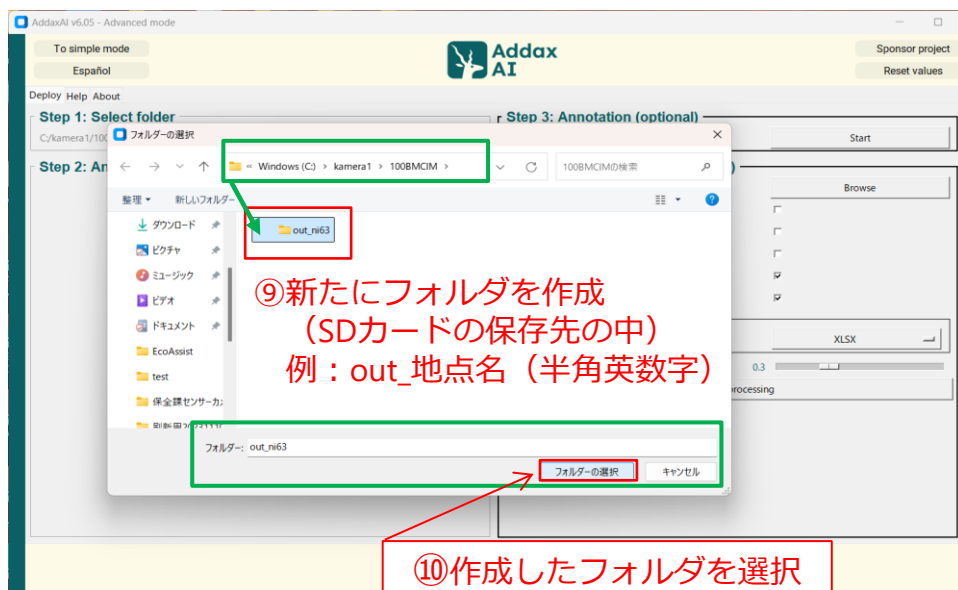 AddaxAI v6.05 - Advanced mode
To simple mode
Addax AI
Sponsor project
Español
Reset values
Deploy Help About
Step 1: Select folder
Step 3: Annotation (optional)
C:/kamera1/100
フォルダーの選択
Start
Step 2: An
« Windows (C:) › kamera1 › 100BMCIM ›
100BMCIMの検索
)
Browse
整理
新しいフォルダー
ダウンロード
out_ni63
ピクチャ
ミュージック
ビデオ
ドキュメント
EcoAssist
test
保全課センサーカ
⑨新たにフォルダを作成
（SDカードの保存先の中）
例：out_地点名（半角英数字）
XLSX
0.3
rocessing
フォルダー: out_ni63
フォルダーの選択
キャンセル
⑩作成したフォルダを選択